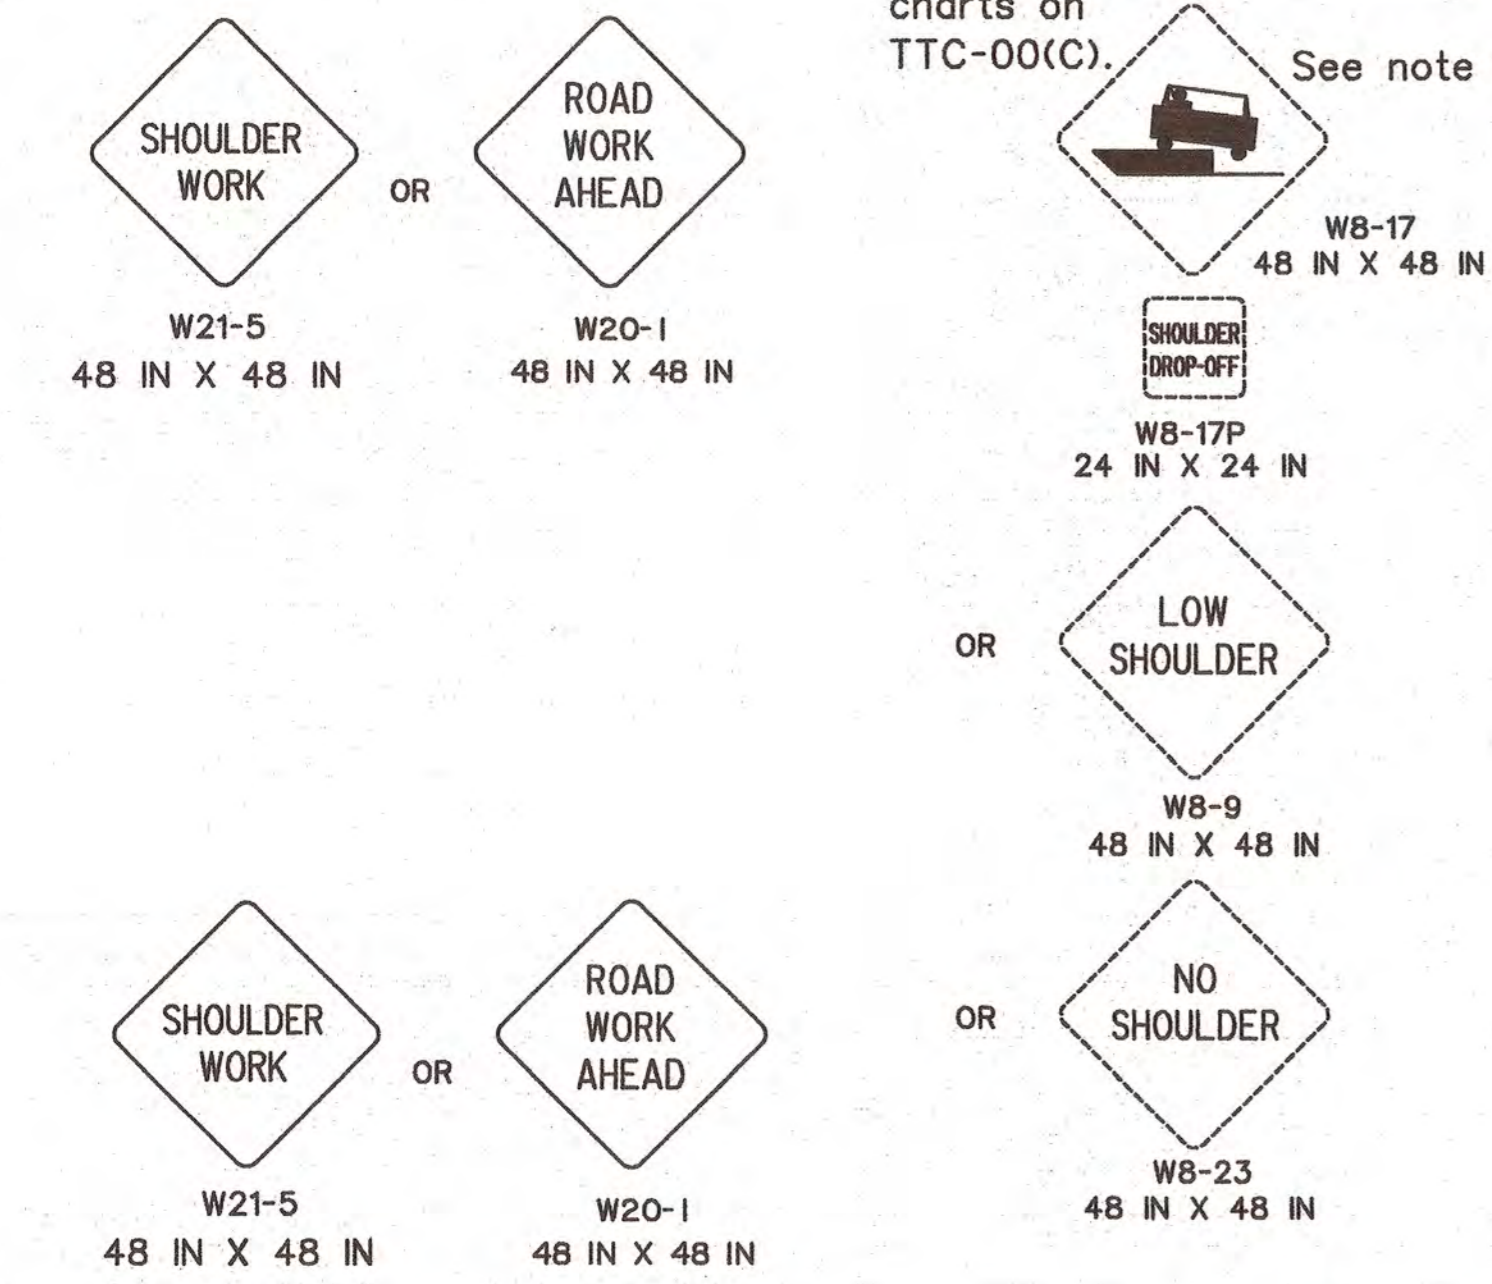 charts on
TTC-00(C).
See note
SHOULDER
WORK
OR
ROAD
WORK
AHEAD
W21-5
48 IN X 48 IN
W20-1
48 IN X 48 IN
W8-17
48 IN X 48 IN
SHOULDER
DROP-OFF
W8-17P
24 IN X 24 IN
OR
LOW
SHOULDER
W8-9
48 IN X 48 IN
SHOULDER
WORK
OR
ROAD
WORK
AHEAD
W21-5
48 IN X 48 IN
W20-1
48 IN X 48 IN
OR
NO
SHOULDER
W8-23
48 IN X 48 IN